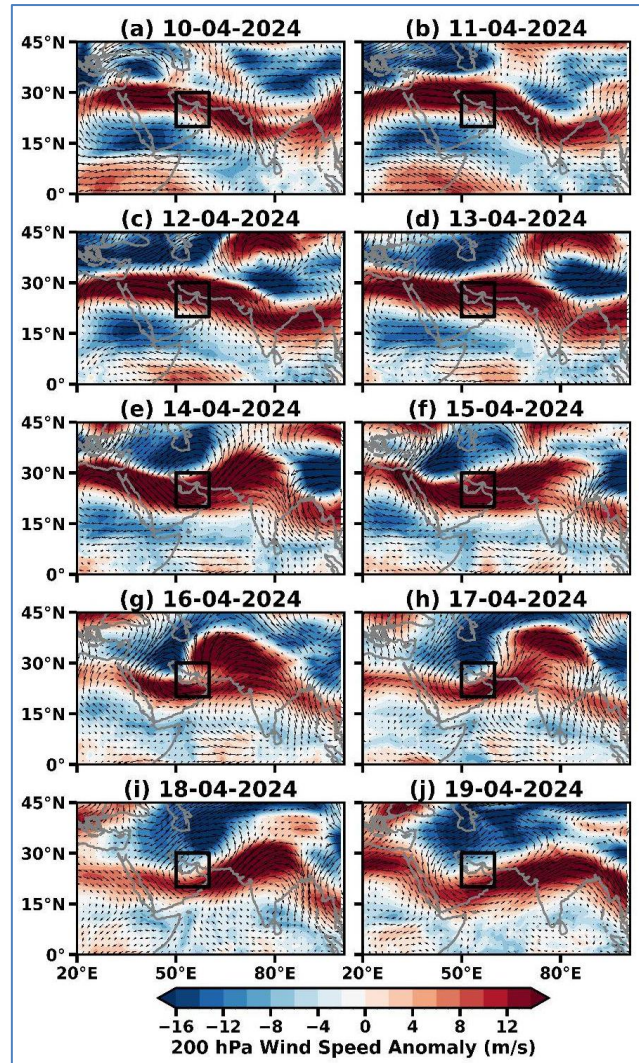 (a) 10-04-2024
(b) 11-04-2024
45°N
30°N
15°N
0°
(c) 12-04-2024
(d) 13-04-2024
45°N
30°N
15°N
0°
(e) 14-04-2024
(f) 15-04-2024
45°N
30°N
15°N
0°
(g) 16-04-2024
(h) 17-04-2024
45°N
30°N
15°N
0°
(i) 18-04-2024
(j) 19-04-2024
45°N
30°N
15°N
0°
20°E 50°E 80°E 20°E 50°E 80°E
−16 −12 −8 −4 0 4 8 12
200 hPa Wind Speed Anomaly (m/s)